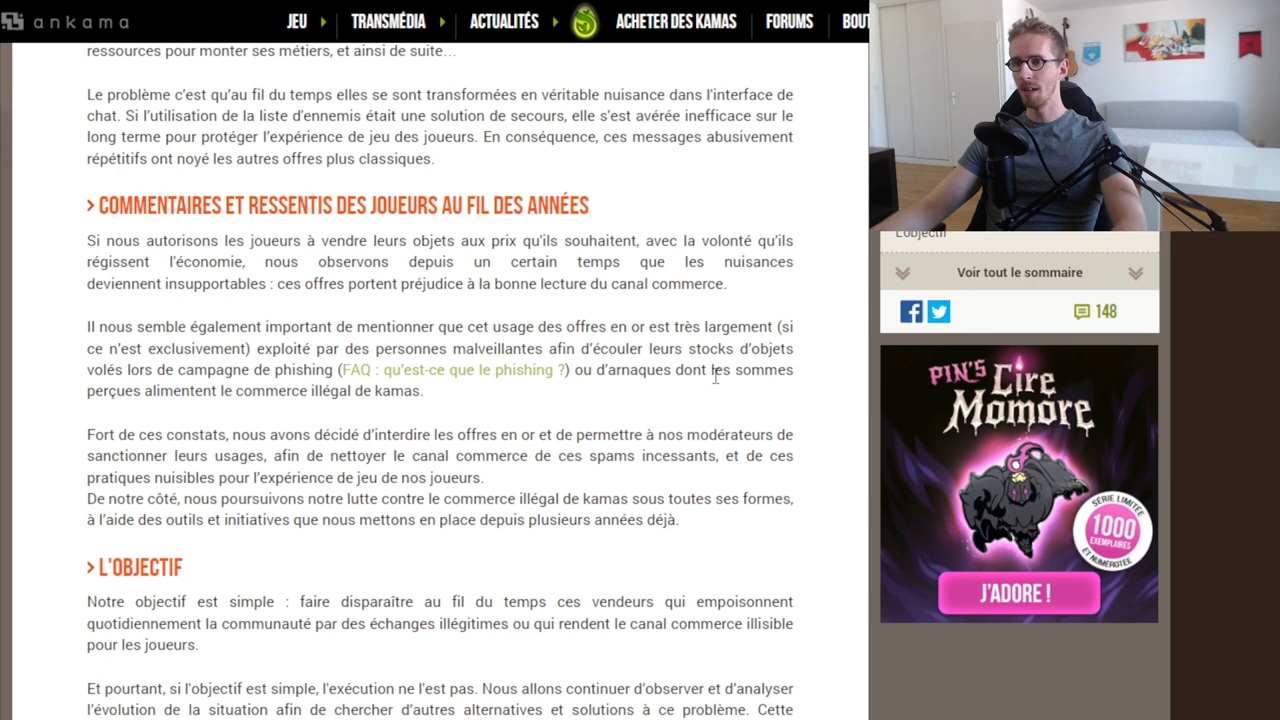 ankama
JEU
TRANSMÉDIA
ACTUALITÉS
ACHETER DES KAMAS
FORUMS
BOUT
ressources pour monter ses métiers, et ainsi de suite…
Le problème c'est qu'au fil du temps elles se sont transformées en véritable nuisance dans l'interface de
chat. Si l'utilisation de la liste d'ennemis était une solution de secours, elle s'est avérée inefficace sur le
long terme pour protéger l'expérience de jeu des joueurs. En conséquence, ces messages abusivement
répétitifs ont noyé les autres offres plus classiques.
> COMMENTAIRES ET RESSENTIS DES JOUEURS AU FIL DES ANNÉES
Si nous autorisons les joueurs à vendre leurs objets aux prix qu'ils souhaitent, avec la volonté qu'ils
régissent l'économie, nous observons depuis un certain temps que les nuisances
deviennent insupportables : ces offres portent préjudice à la bonne lecture du canal commerce.
Il nous semble également important de mentionner que cet usage des offres en or est très largement (si
ce n'est exclusivement) exploité par des personnes malveillantes afin d'écouler leurs stocks d'objets
volés lors de campagne de phishing (FAQ : qu'est-ce que le phishing ?) ou d'arnaques dont les sommes
perçues alimentent le commerce illégal de kamas.
Fort de ces constats, nous avons décidé d'interdire les offres en or et de permettre à nos modérateurs de
sanctionner leurs usages, afin de nettoyer le canal commerce de ces spams incessants, et de ces
pratiques nuisibles pour l'expérience de jeu de nos joueurs.
De notre côté, nous poursuivons notre lutte contre le commerce illégal de kamas sous toutes ses formes,
à l'aide des outils et initiatives que nous mettons en place depuis plusieurs années déjà.
> L'OBJECTIF
Notre objectif est simple : faire disparaître au fil du temps ces vendeurs qui empoisonnent
quotidiennement la communauté par des échanges illégitimes ou qui rendent le canal commerce illisible
pour les joueurs.
Et pourtant, si l'objectif est simple, l'exécution ne l'est pas. Nous allons continuer d'observer et d'analyser
l'évolution de la situation afin de chercher d'autres alternatives et solutions à ce problème. Cette
L'objectif
Voir tout le sommaire
148
PIN'S
Cire
Momore
SÉRIE LIMITÉE
1000
EXEMPLAIRES
ET NUMÉROTÉE
J'ADORE !